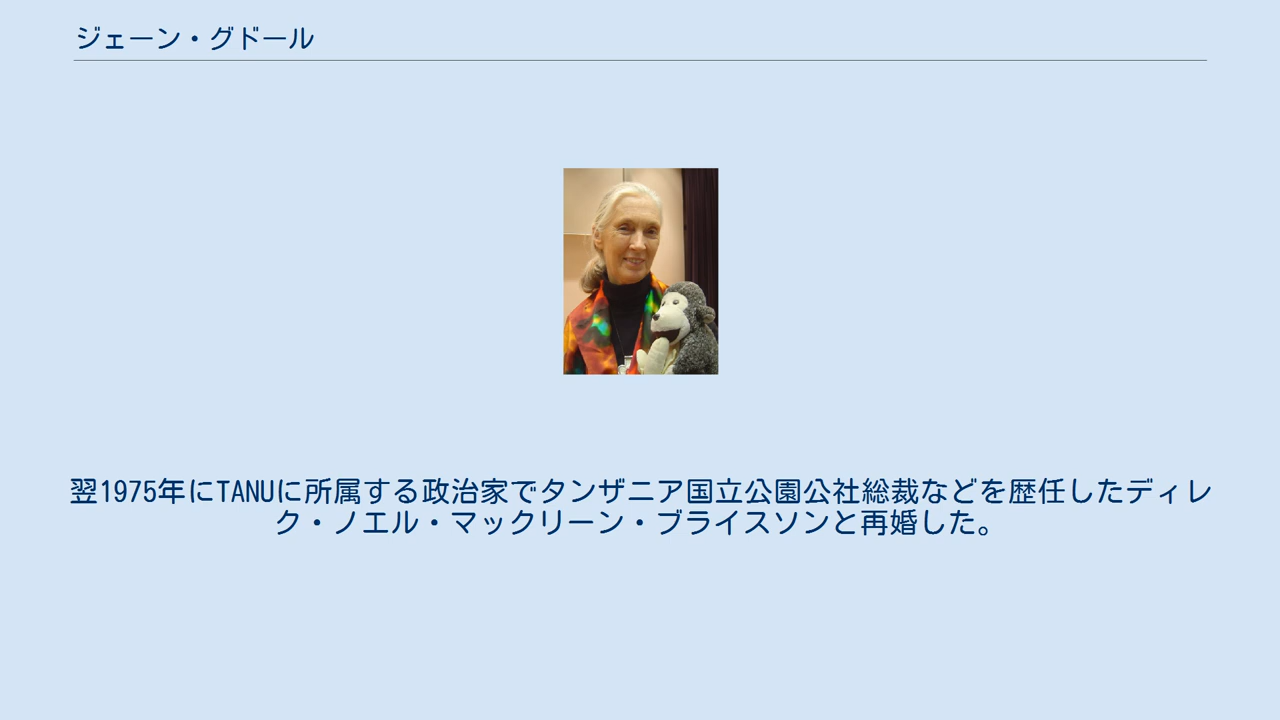 ジェーン・グドール
翌1975年にTANUに所属する政治家でタンザニア国立公園公社総裁などを歴任したディレ
ク・ノエル・マックリーン・ブライスソンと再婚した。